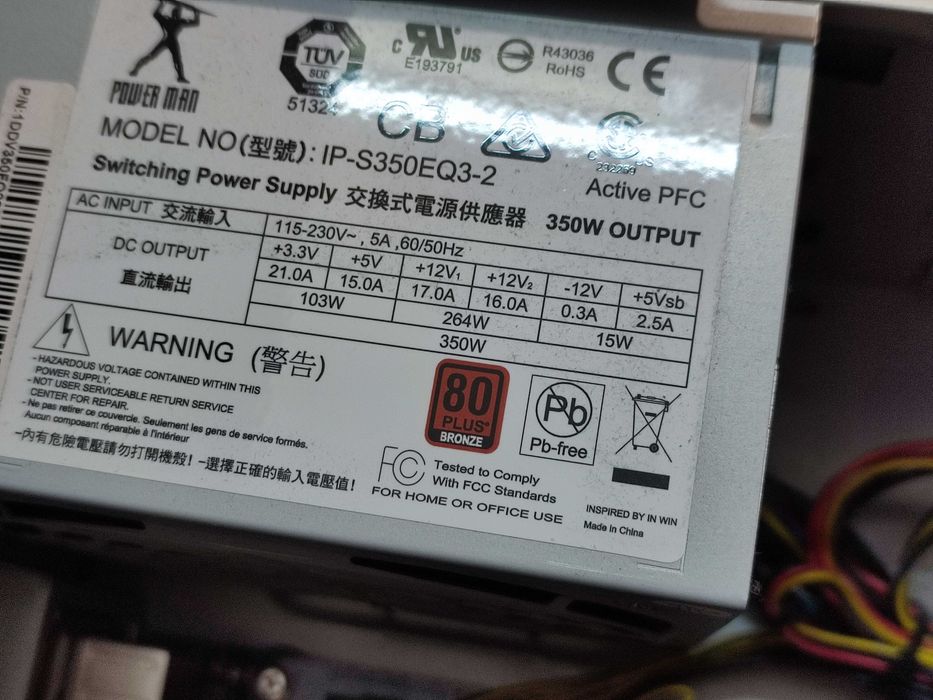 POWER MAN
TÜV
SÜD
c UL US
E193791
R43036
RoHS
CE
CB
MODEL NO(型號): IP-S350EQ3-2
Active PFC
Switching Power Supply 交換式電源供應器 350W OUTPUT
AC INPUT 交流輸入 115-230V~, 5A ,60/50Hz
DC OUTPUT
直流輸出
+3.3V +5V +12V₁ +12V₂ -12V +5Vsb
21.0A 15.0A 17.0A 16.0A 0.3A 2.5A
103W 264W 15W
350W
WARNING (警告)
- HAZARDOUS VOLTAGE CONTAINED WITHIN THIS
POWER SUPPLY.
- NOT USER SERVICEABLE RETURN SERVICE
CENTER FOR REPAIR.
- Ne pas retirer ce couvercle. Seulement les gens de service formés.
Aucun composant réparable à l'intérieur
–內有危險電壓請勿打開機殼! –選擇正確的輸入電壓值!
80
PLUS®
BRONZE
Pb
Pb-free
FC Tested to Comply
With FCC Standards
FOR HOME OR OFFICE USE
INSPIRED BY IN WIN
Made in China